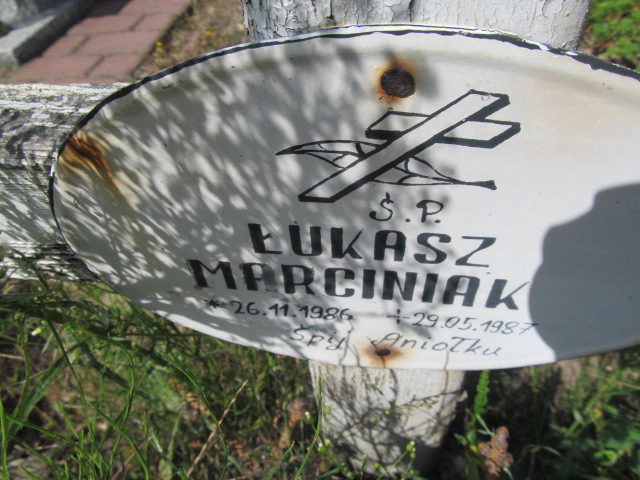 Ś.P.
ŁUKASZ
MARCINIAK
* 26.11.1986 + 29.05.1987
Śpij Aniołku